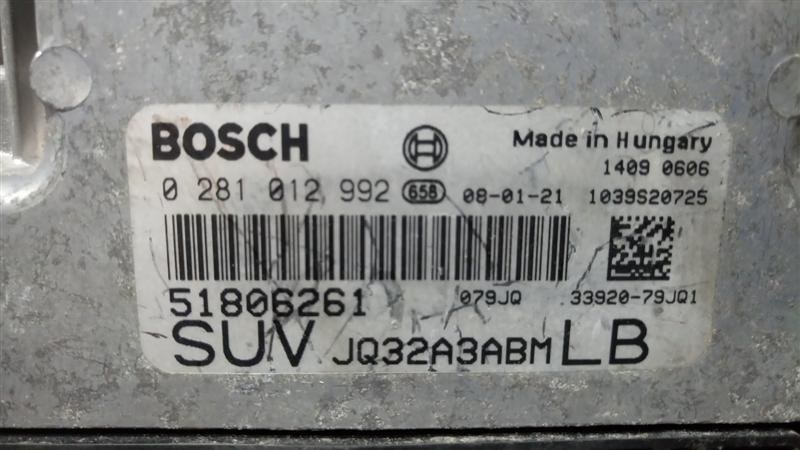 BOSCH
Made in Hungary
1409 0606
0 281 012 992 658 08-01-21 1039S20725
51806261 079JQ 33920-79JQ1
SUV JQ32A3ABM LB